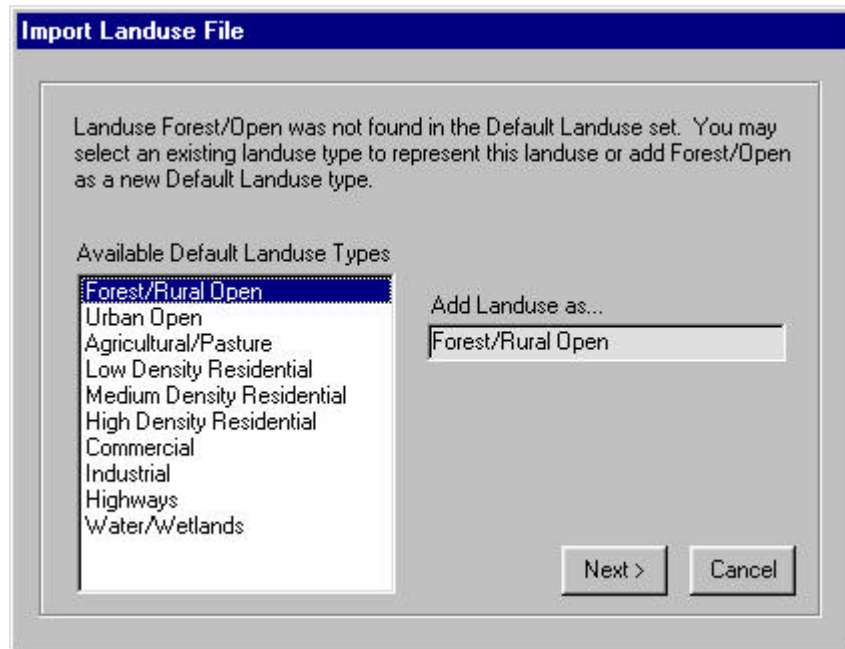 Import Landuse File
Landuse Forest/Open was not found in the Default Landuse set.  You may
select an existing landuse type to represent this landuse or add Forest/Open
as a new Default Landuse type.
Available Default Landuse Types
Forest/Rural Open
Urban Open
Agricultural/Pasture
Low Density Residential
Medium Density Residential
High Density Residential
Commercial
Industrial
Highways
Water/Wetlands
Add Landuse as...
Forest/Rural Open
Next >
Cancel